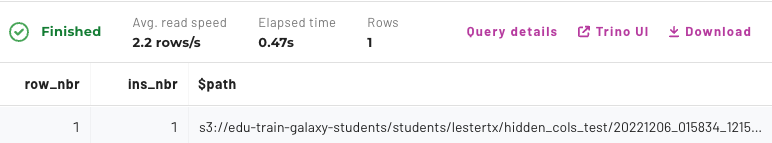 Finished
Avg. read speed
2.2 rows/s
Elapsed time
0.47s
Rows
1
Query details
Trino UI
Download
row_nbr ins_nbr $path
1 1 s3://edu-train-galaxy-students/students/lestertx/hidden_cols_test/20221206_015834_1215...